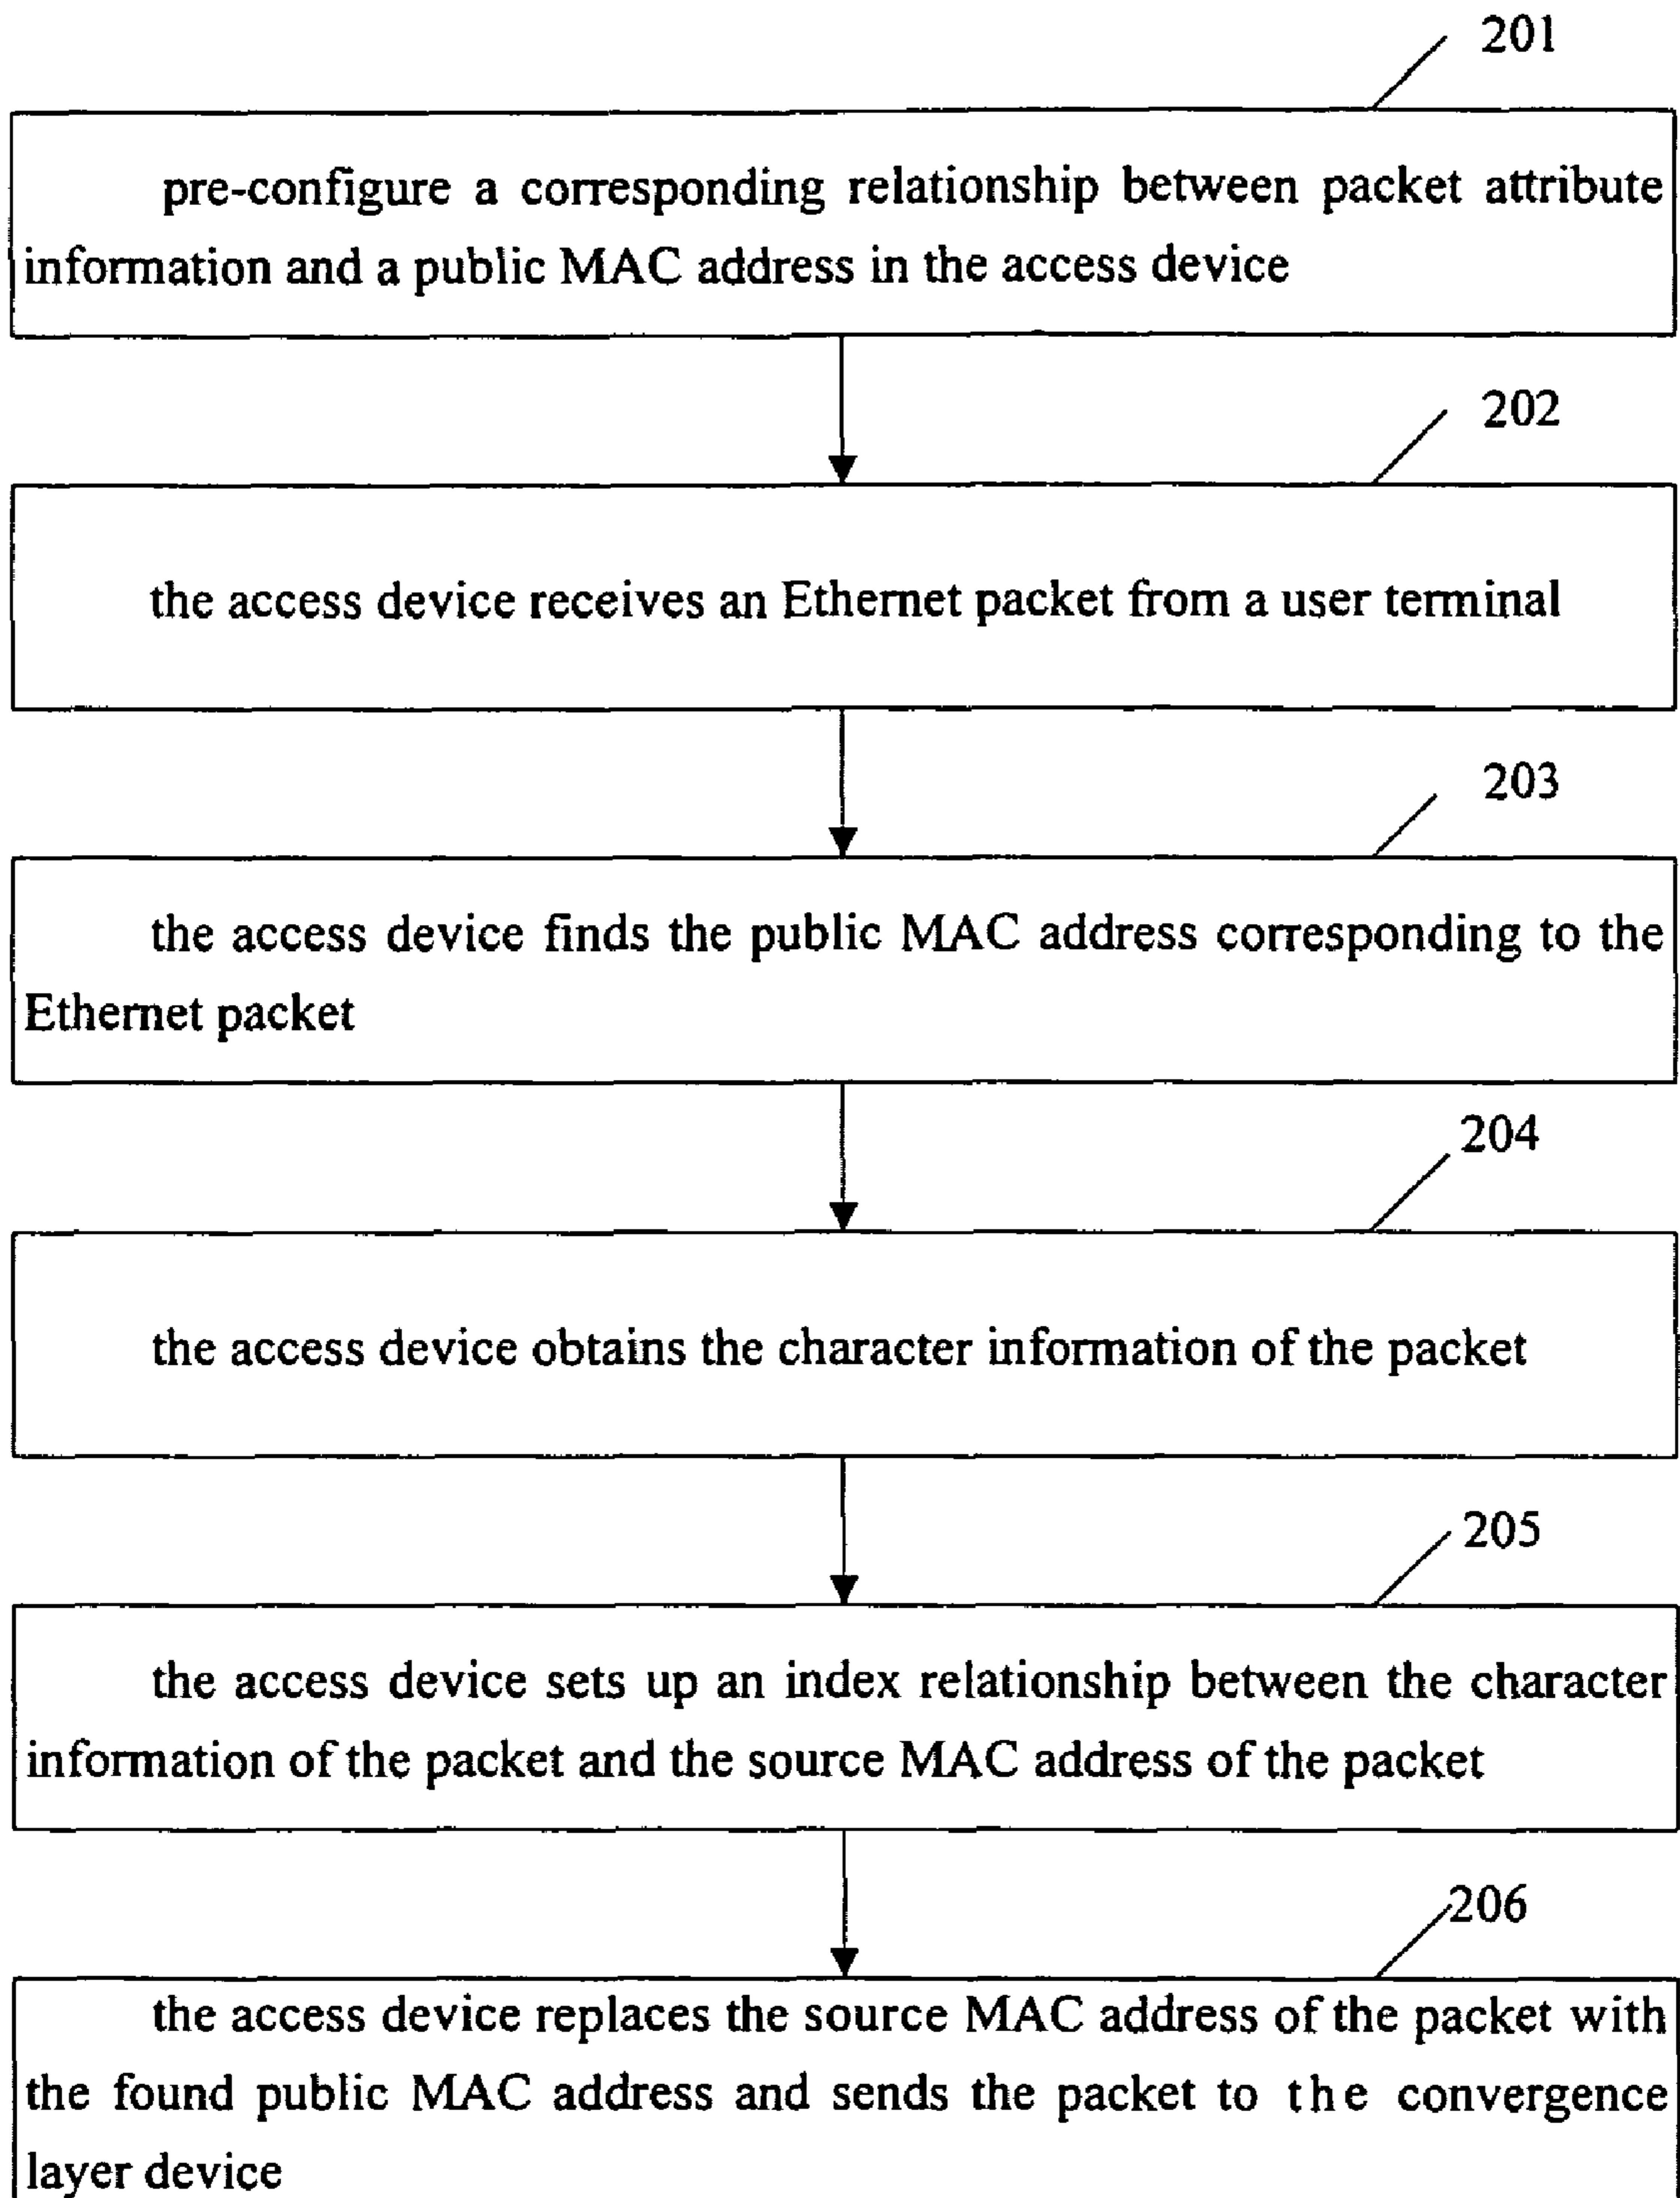 201
pre-configure a corresponding relationship between packet attribute
information and a public MAC address in the access device
202
the access device receives an Ethernet packet from a user terminal
203
the access device finds the public MAC address corresponding to the
Ethernet packet
204
the access device obtains the character information of the packet
205
the access device sets up an index relationship between the character
information of the packet and the source MAC address of the packet
206
the access device replaces the source MAC address of the packet with
the found public MAC address and sends the packet to the convergence
layer device